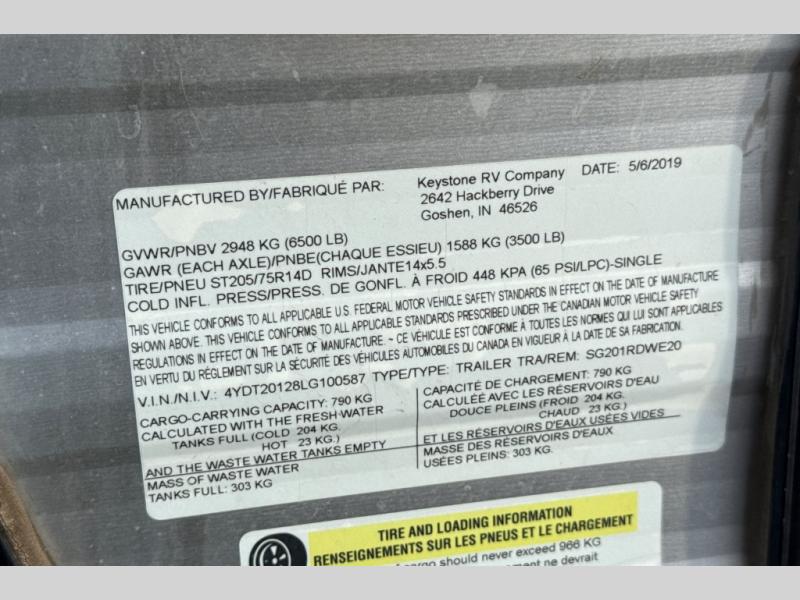 MANUFACTURED BY/FABRIQUÉ PAR: Keystone RV Company DATE: 5/6/2019
2642 Hackberry Drive
Goshen, IN 46526
GVWR/PNBV 2948 KG (6500 LB)
GAWR (EACH AXLE)/PNBE(CHAQUE ESSIEU) 1588 KG (3500 LB)
TIRE/PNEU ST205/75R14D RIMS/JANTE14x5.5
COLD INFL. PRESS/PRESS. DE GONFL. À FROID 448 KPA (65 PSI/LPC)-SINGLE
THIS VEHICLE CONFORMS TO ALL APPLICABLE U.S. FEDERAL MOTOR VEHICLE SAFETY STANDARDS IN EFFECT ON THE DATE OF MANUFACTURE
SHOWN ABOVE. THIS VEHICLE CONFORMS TO ALL APPLICABLE STANDARDS PRESCRIBED UNDER THE CANADIAN MOTOR VEHICLE SAFETY
REGULATIONS IN EFFECT ON THE DATE OF MANUFACTURE. ~ CE VÉHICULE EST CONFORME À TOUTES LES NORMES QUI LUI SONT APPLICABLES
EN VERTU DU RÉGLEMENT SUR LA SÉCURITÉ DES VÉHICULES AUTOMOBILES DU CANADA EN VIGUEUR À LA DATE DE SA FABRICATION.
V.I.N./N.I.V.: 4YDT20128LG100587 TYPE/TYPE: TRAILER TRA/REM: SG201RDWE20
CARGO-CARRYING CAPACITY: 790 KG
CALCULATED WITH THE FRESH WATER
TANKS FULL (COLD 204 KG.
HOT 23 KG.)
AND THE WASTE WATER TANKS EMPTY
MASS OF WASTE WATER
TANKS FULL: 303 KG
CAPACITÉ DE CHARGEMENT: 790 KG
CALCULÉE AVEC LES RÉSERVOIRS D'EAU
DOUCE PLEINS (FROID 204 KG.
CHAUD 23 KG.)
ET LES RÉSERVOIRS D'EAUX USÉES VIDES
MASSE DES RÉSERVOIRS D'EAUX
USÉES PLEINS: 303 KG.
TIRE AND LOADING INFORMATION
RENSEIGNEMENTS SUR LES PNEUS ET LE CHARGEMENT
cargo should never exceed 966 KG
ne devrait